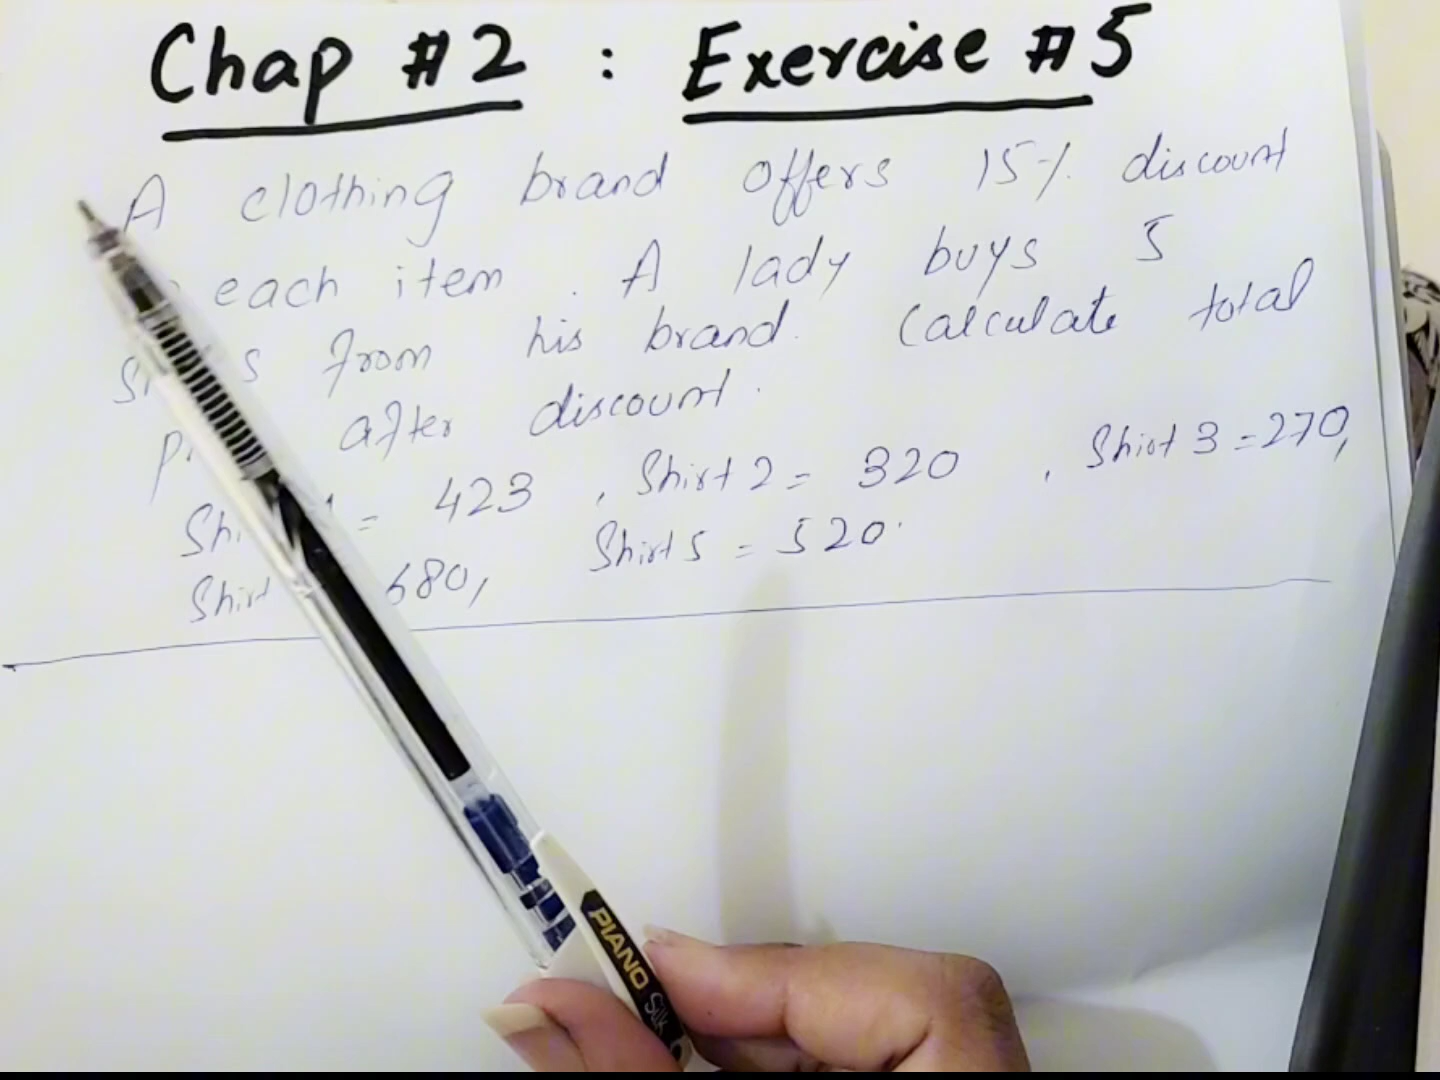 Chap #2 : Exercise #5
A clothing brand offers 15% discount
each item. A lady buys 5
from his brand. Calculate total
after discount.
= 423, Shirt 2 = 320, Shirt 3 = 270,
680, Shirt 5 = 520.
PIANO Silk